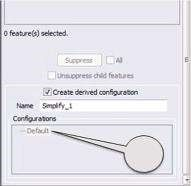 0 feature(s) selected.
Suppress All
Unsuppress child features
Create derived configuration
Name Simplify_1
Configurations
Default